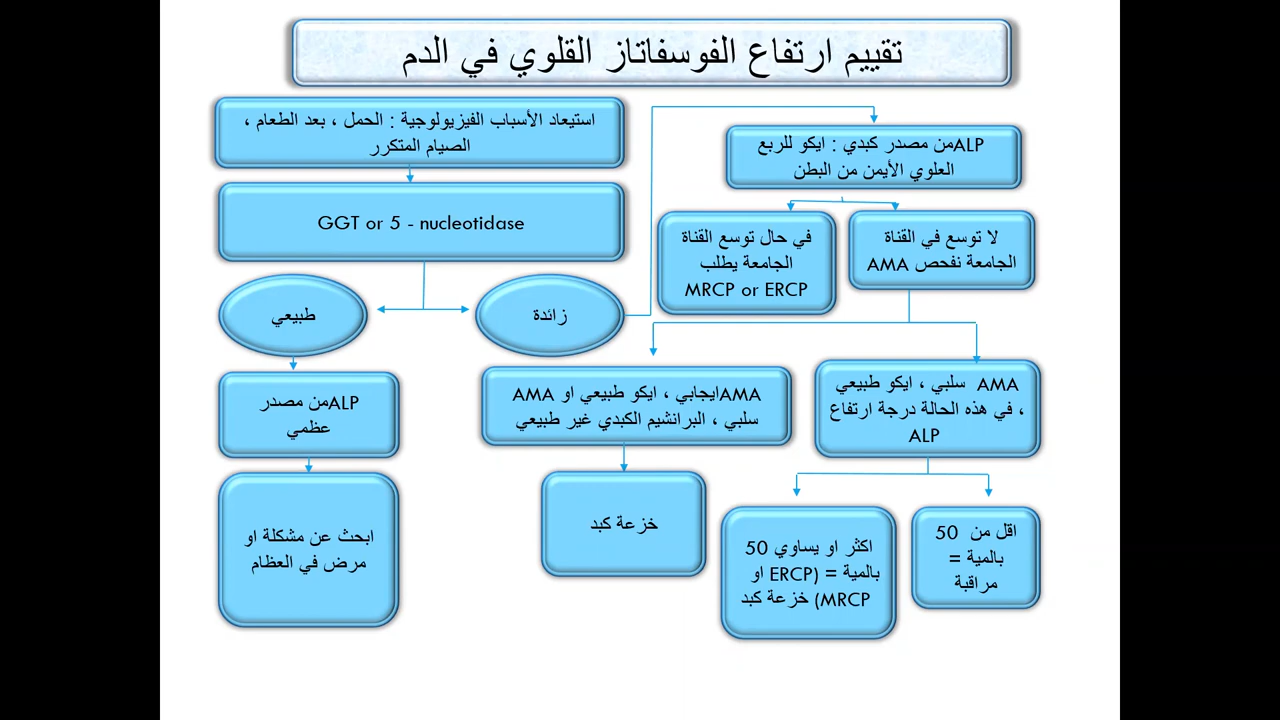 تقييم ارتفاع الفوسفاتاز القلوي في الدم
استيعاد الأسباب الفيزيولوجية : الحمل ، بعد الطعام ،
الصيام المتكرر
GGT or 5 - nucleotidase
طبيعي
زائدة
ALPمن مصدر
عظمي
ابحث عن مشكلة او
مرض في العظام
ALPمن مصدر كبدي : ايكو للربع
العلوي الأيمن من البطن
لا توسع في القناة
الجامعة نفحص AMA
في حال توسع القناة
الجامعة يطلب
MRCP or ERCP
AMA سلبي ، ايكو طبيعي
، في هذه الحالة درجة ارتفاع
ALP
AMAايجابي ، ايكو طبيعي او AMA
سلبي ، البرانشيم الكبدي غير طبيعي
خزعة كبد
اقل من 50
بالمية =
مراقبة
اكثر او يساوي 50
بالمية = (ERCP او
MRCP) خزعة كبد